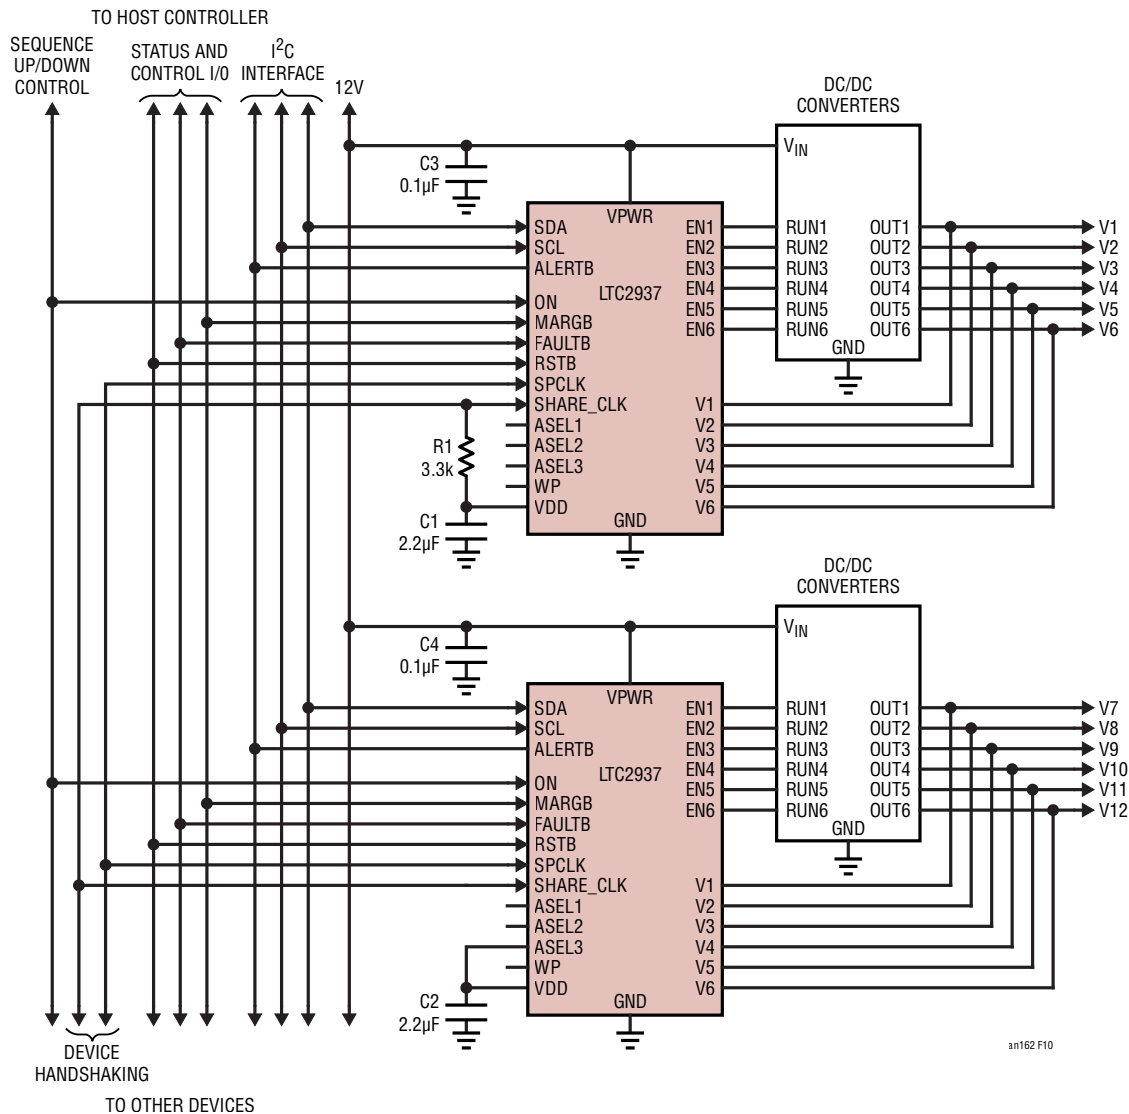 TO HOST CONTROLLER
SEQUENCE
UP/DOWN
CONTROL
STATUS AND
CONTROL I/0
I2C
INTERFACE
12V
DC/DC
CONVERTERS
C3
0.1µF
VPWR
SDA
SCL
ALERTB
ON
MARGB
FAULTB
RSTB
SPCLK
SHARE_CLK
ASEL1
ASEL2
ASEL3
WP
VDD
LTC2937
GND
EN1
EN2
EN3
EN4
EN5
EN6
V1
V2
V3
V4
V5
V6
VIN
RUN1
RUN2
RUN3
RUN4
RUN5
RUN6
OUT1
OUT2
OUT3
OUT4
OUT5
OUT6
GND
V1
V2
V3
V4
V5
V6
R1
3.3k
C1
2.2µF
DC/DC
CONVERTERS
C4
0.1µF
VPWR
SDA
SCL
ALERTB
ON
MARGB
FAULTB
RSTB
SPCLK
SHARE_CLK
ASEL1
ASEL2
ASEL3
WP
VDD
LTC2937
GND
EN1
EN2
EN3
EN4
EN5
EN6
V1
V2
V3
V4
V5
V6
VIN
RUN1
RUN2
RUN3
RUN4
RUN5
RUN6
OUT1
OUT2
OUT3
OUT4
OUT5
OUT6
GND
V7
V8
V9
V10
V11
V12
C2
2.2µF
DEVICE
HANDSHAKING
TO OTHER DEVICES
an162 F10